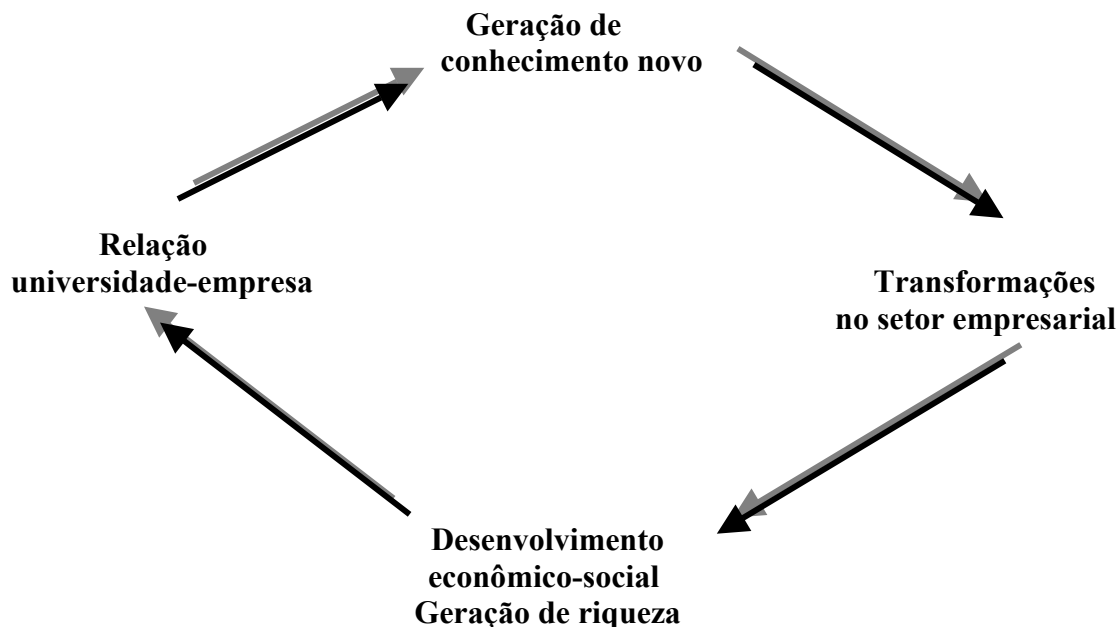 Geração de
conhecimento novo
Relação
universidade-empresa
Transformações
no setor empresarial
Desenvolvimento
econômico-social
Geração de riqueza